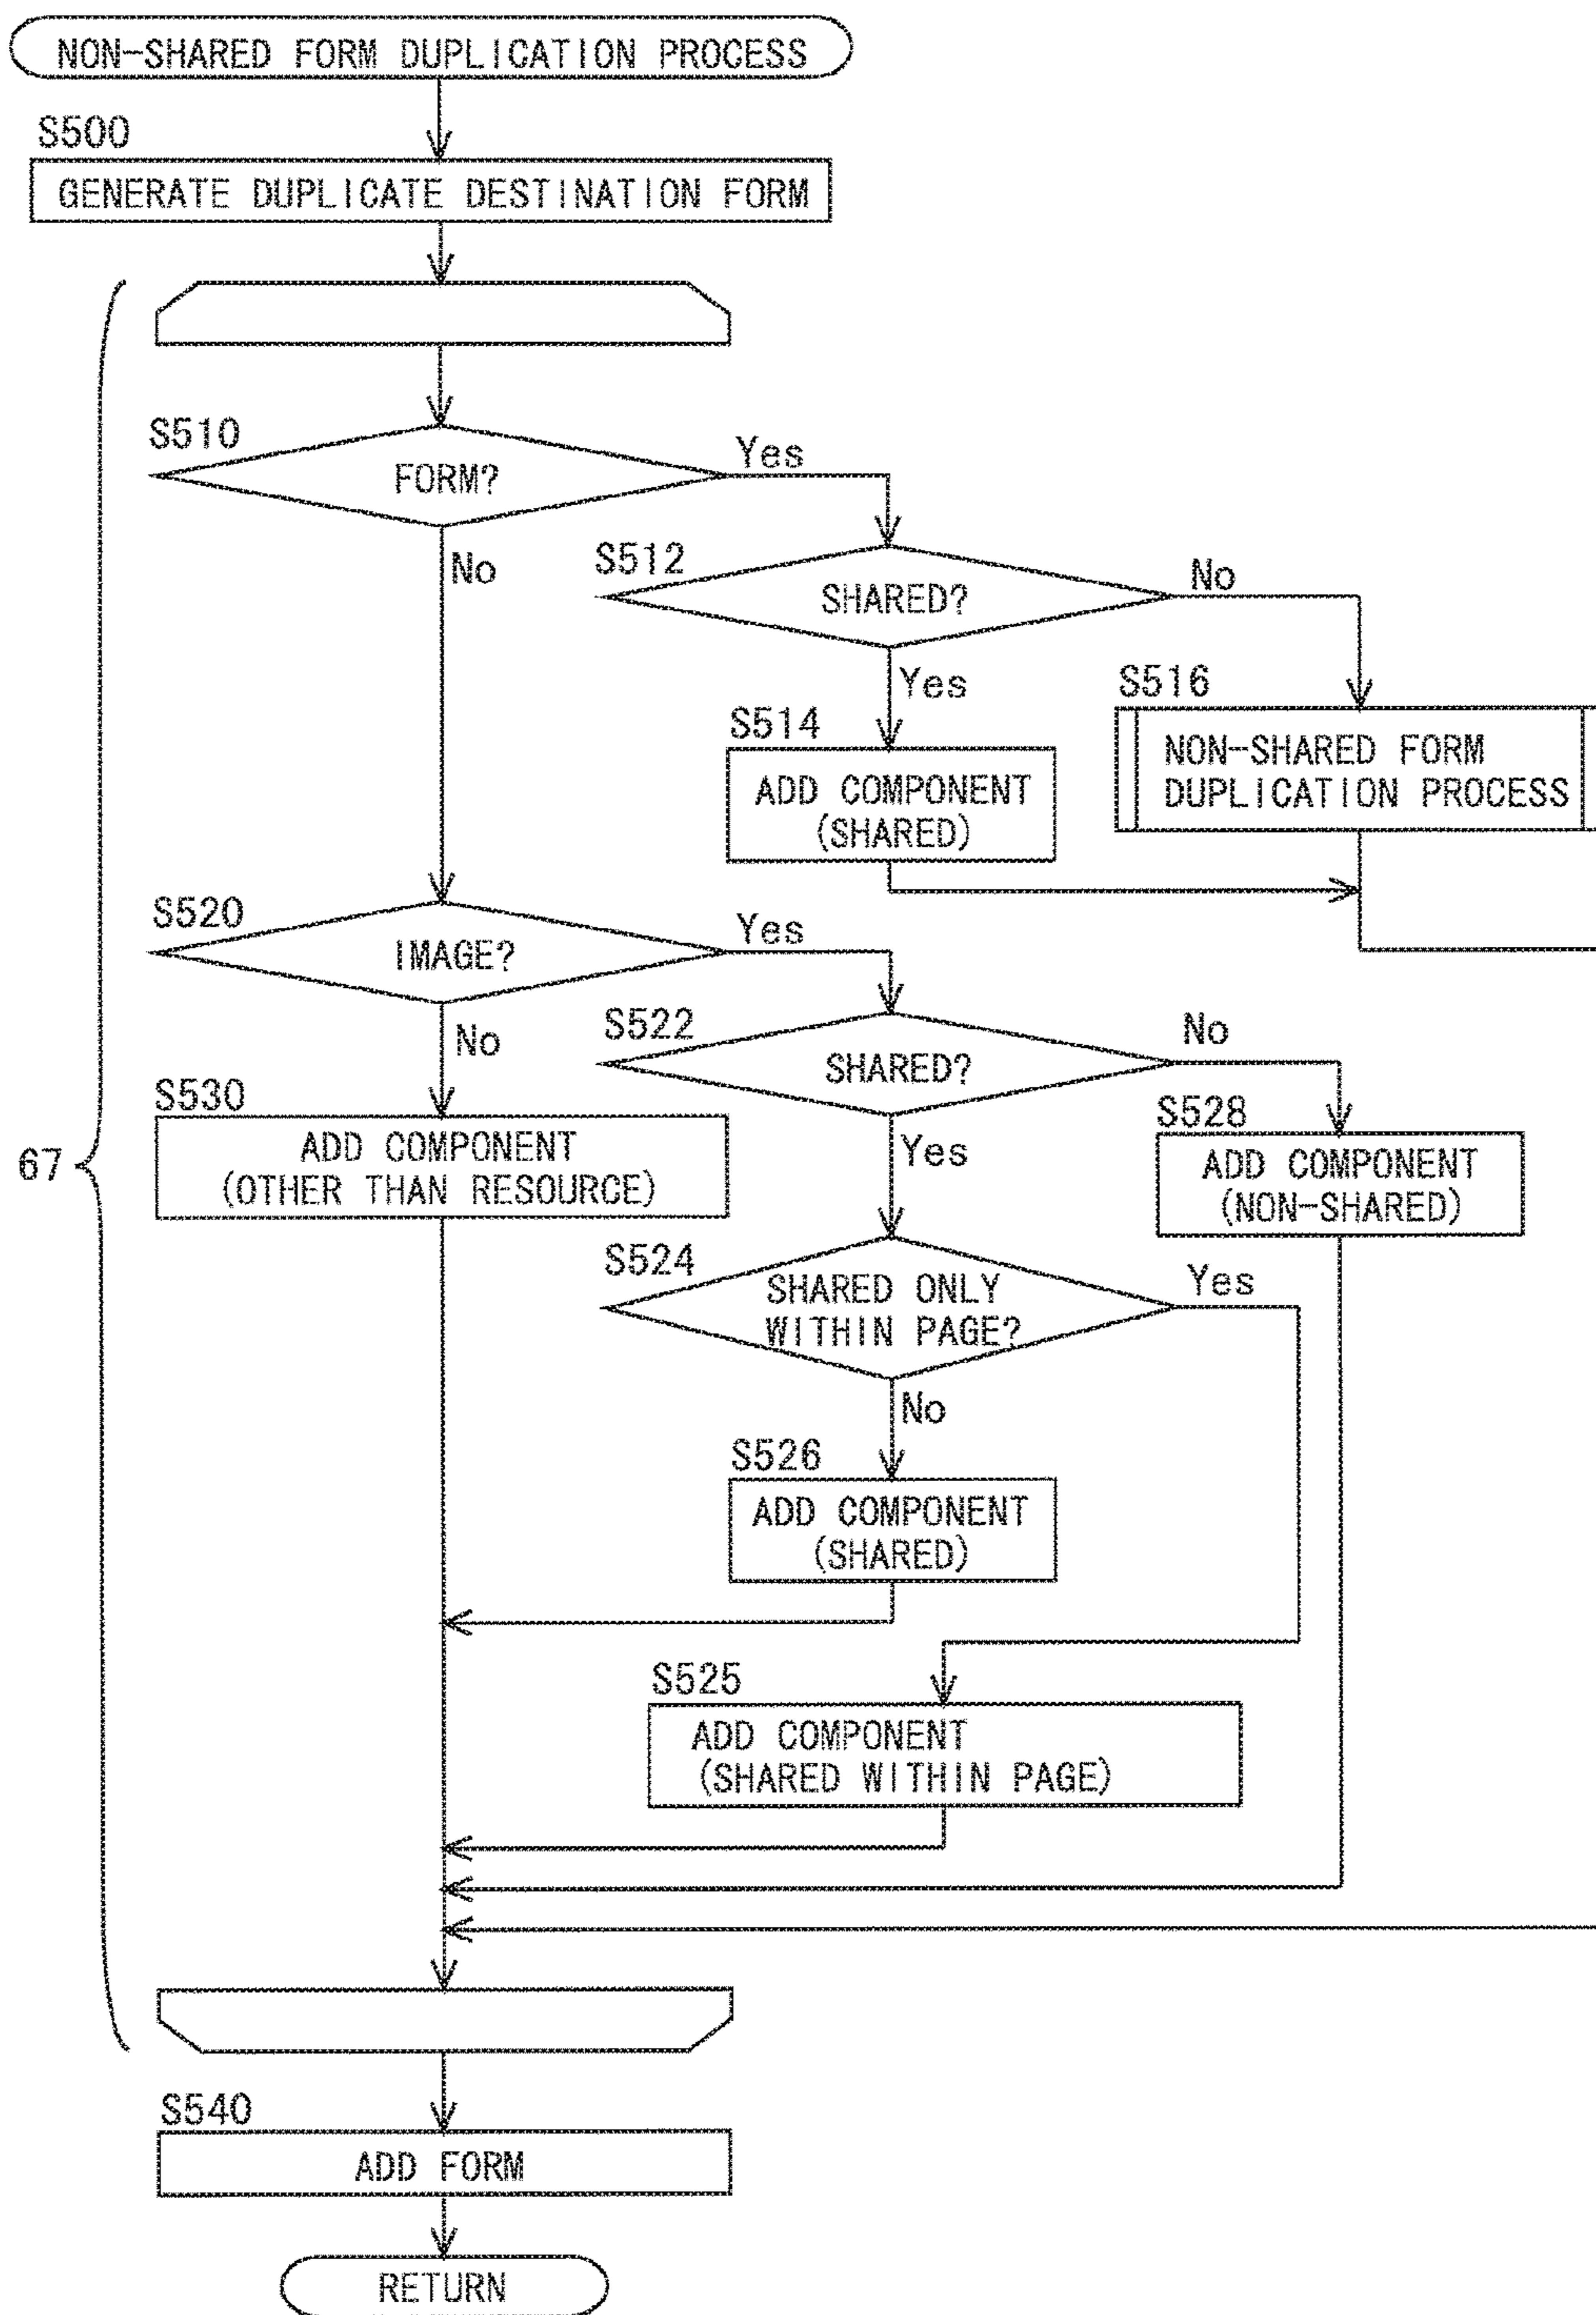 NON-SHARED FORM DUPLICATION PROCESS
S500
GENERATE DUPLICATE DESTINATION FORM
S510
FORM?
Yes
No
S512
SHARED?
No
Yes
S514
ADD COMPONENT
(SHARED)
S516
NON-SHARED FORM
DUPLICATION PROCESS
S520
IMAGE?
Yes
No
S522
SHARED?
No
Yes
S530
ADD COMPONENT
(OTHER THAN RESOURCE)
S528
ADD COMPONENT
(NON-SHARED)
67
S524
SHARED ONLY
WITHIN PAGE?
Yes
No
S526
ADD COMPONENT
(SHARED)
S525
ADD COMPONENT
(SHARED WITHIN PAGE)
S540
ADD FORM
RETURN